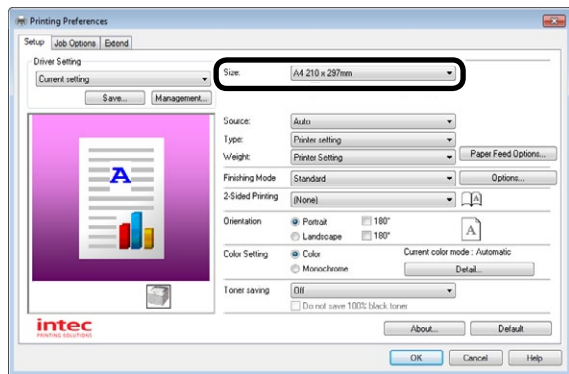 Printing Preferences
Setup Job Options Extend
Driver Setting
Current setting
Save... Management...
Size: A4 210 x 297mm
Source: Auto
Type: Printer setting
Weight: Printer Setting Paper Feed Options...
Finishing Mode Standard Options...
2-Sided Printing (None) A
Orientation Portrait 180°
Landscape 180° A
Color Setting Color Current color mode : Automatic
Monochrome Detail...
Toner saving Off
Do not save 100% black toner
A
intec
PRINTING SOLUTIONS
About... Default
OK Cancel Help